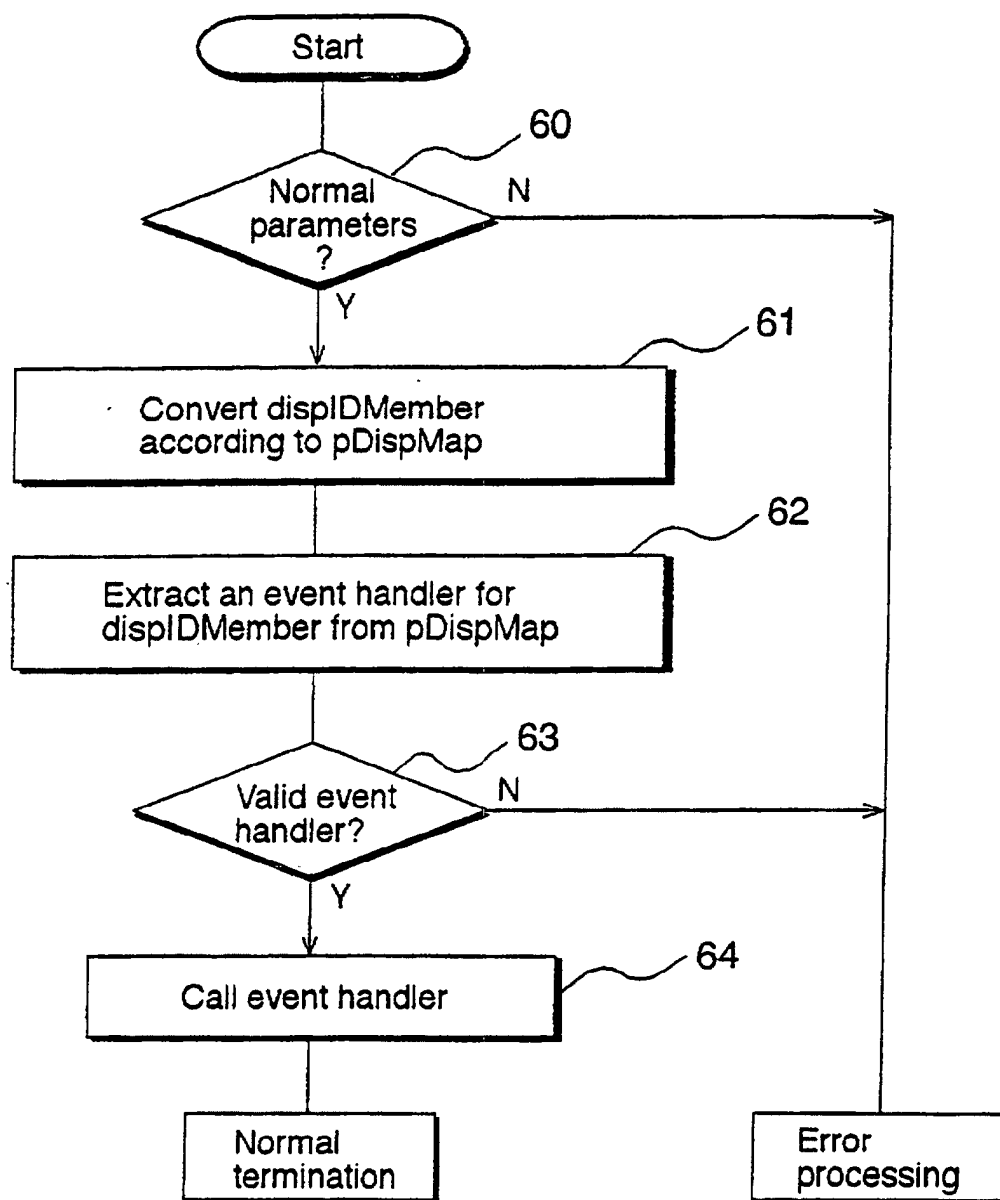 Start
60
Normal
parameters
?
N
Y
61
Convert dispIDMember
according to pDispMap
62
Extract an event handler for
dispIDMember from pDispMap
63
Valid event
handler?
N
Y
64
Call event handler
Normal
termination
Error
processing